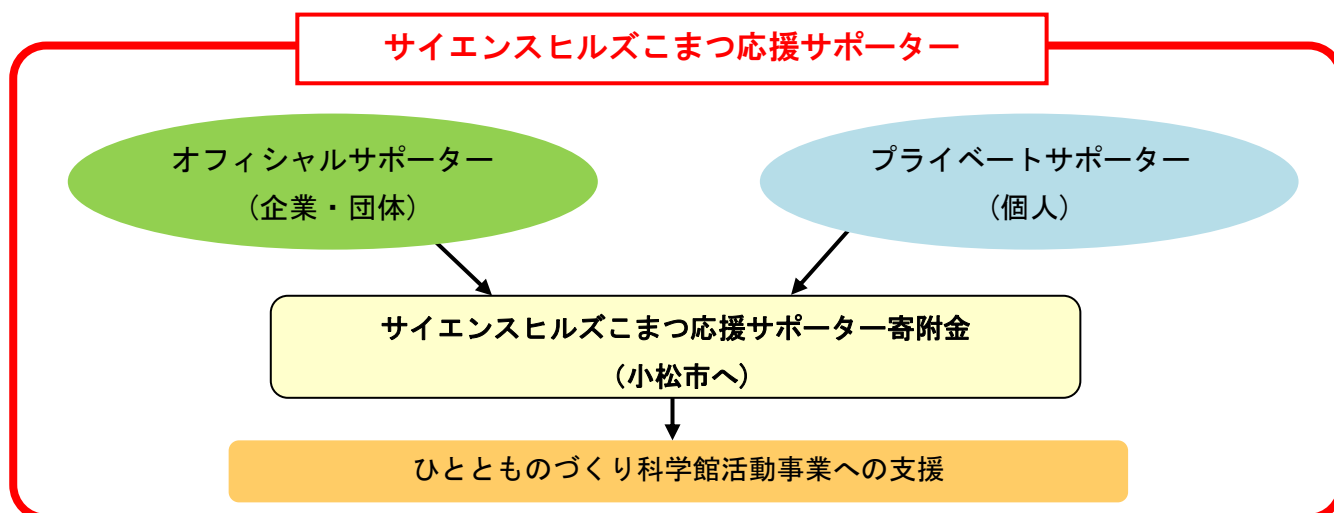 サイエンスヒルズこまつ応援サポーター
オフィシャルサポーター
（企業・団体）
プライベートサポーター
（個人）
サイエンスヒルズこまつ応援サポーター寄附金
（小松市へ）
ひととものづくり科学館活動事業への支援